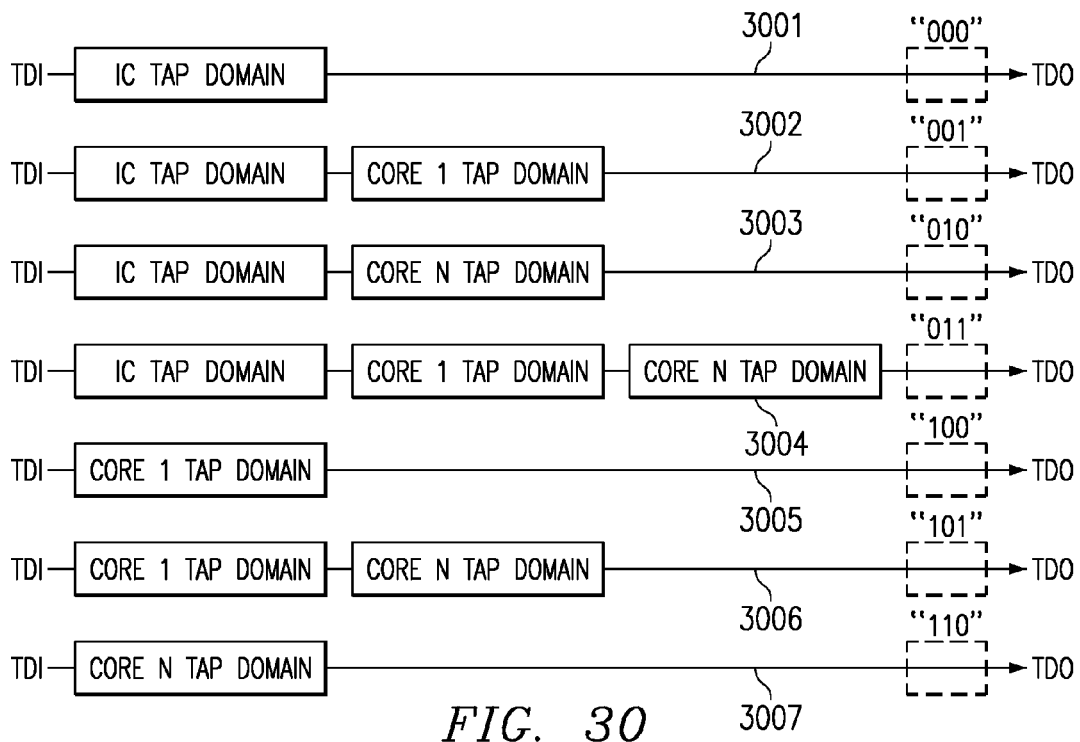 3001 "000"
TDI IC TAP DOMAIN TDO
3002 "001"
TDI IC TAP DOMAIN CORE 1 TAP DOMAIN TDO
3003 "010"
TDI IC TAP DOMAIN CORE N TAP DOMAIN TDO
"011"
TDI IC TAP DOMAIN CORE 1 TAP DOMAIN CORE N TAP DOMAIN TDO
3004 "100"
TDI CORE 1 TAP DOMAIN TDO
3005 "101"
TDI CORE 1 TAP DOMAIN CORE N TAP DOMAIN TDO
3006 "110"
TDI CORE N TAP DOMAIN TDO
3007
FIG. 30